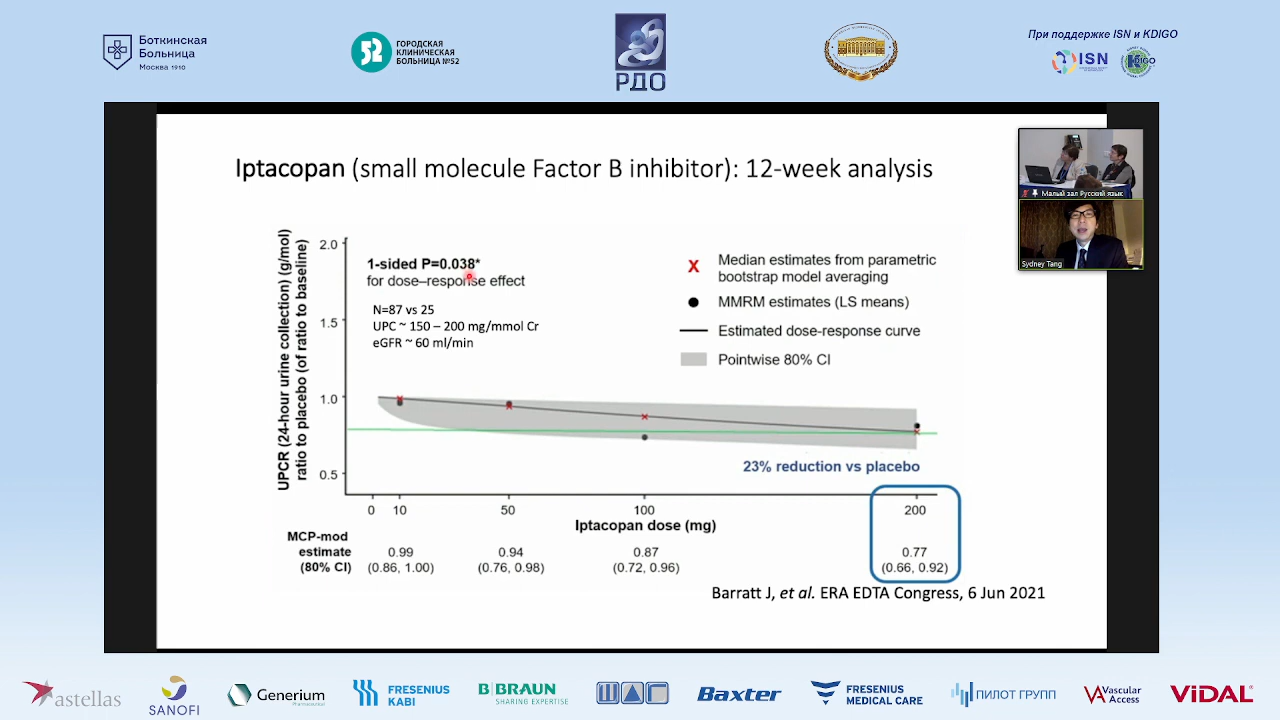 Боткинская
Больница
Москва 1910
52
ГОРОДСКАЯ
КЛИНИЧЕСКАЯ
БОЛЬНИЦА №52
РДО
При поддержке ISN и KDIGO
ISN
KDIGO
Iptacopan (small molecule Factor B inhibitor): 12-week analysis
Малый зал Русский язык
Sydney Tang
UPCR (24-hour urine collection) (g/mol)
ratio to placebo (of ratio to baseline)
2.0
1.5
1.0
0.5
1-sided P=0.038*
for dose–response effect
N=87 vs 25
UPC ~ 150 – 200 mg/mmol Cr
eGFR ~ 60 ml/min
X Median estimates from parametric
bootstrap model averaging
MMRM estimates (LS means)
Estimated dose-response curve
Pointwise 80% CI
23% reduction vs placebo
0 10 50 100 200
Iptacopan dose (mg)
MCP-mod
estimate 0.99 0.94 0.87 0.77
(80% CI) (0.86, 1.00) (0.76, 0.98) (0.72, 0.96) (0.66, 0.92)
Barratt J, et al. ERA EDTA Congress, 6 Jun 2021
astellas
SANOFI
Generium
Pharmaceutical
FRESENIUS
KABI
B BRAUN
SHARING EXPERTISE
ШАГ
Baxter
FRESENIUS
MEDICAL CARE
ПИЛОТ ГРУПП
VA Vascular
Access
ViDAL